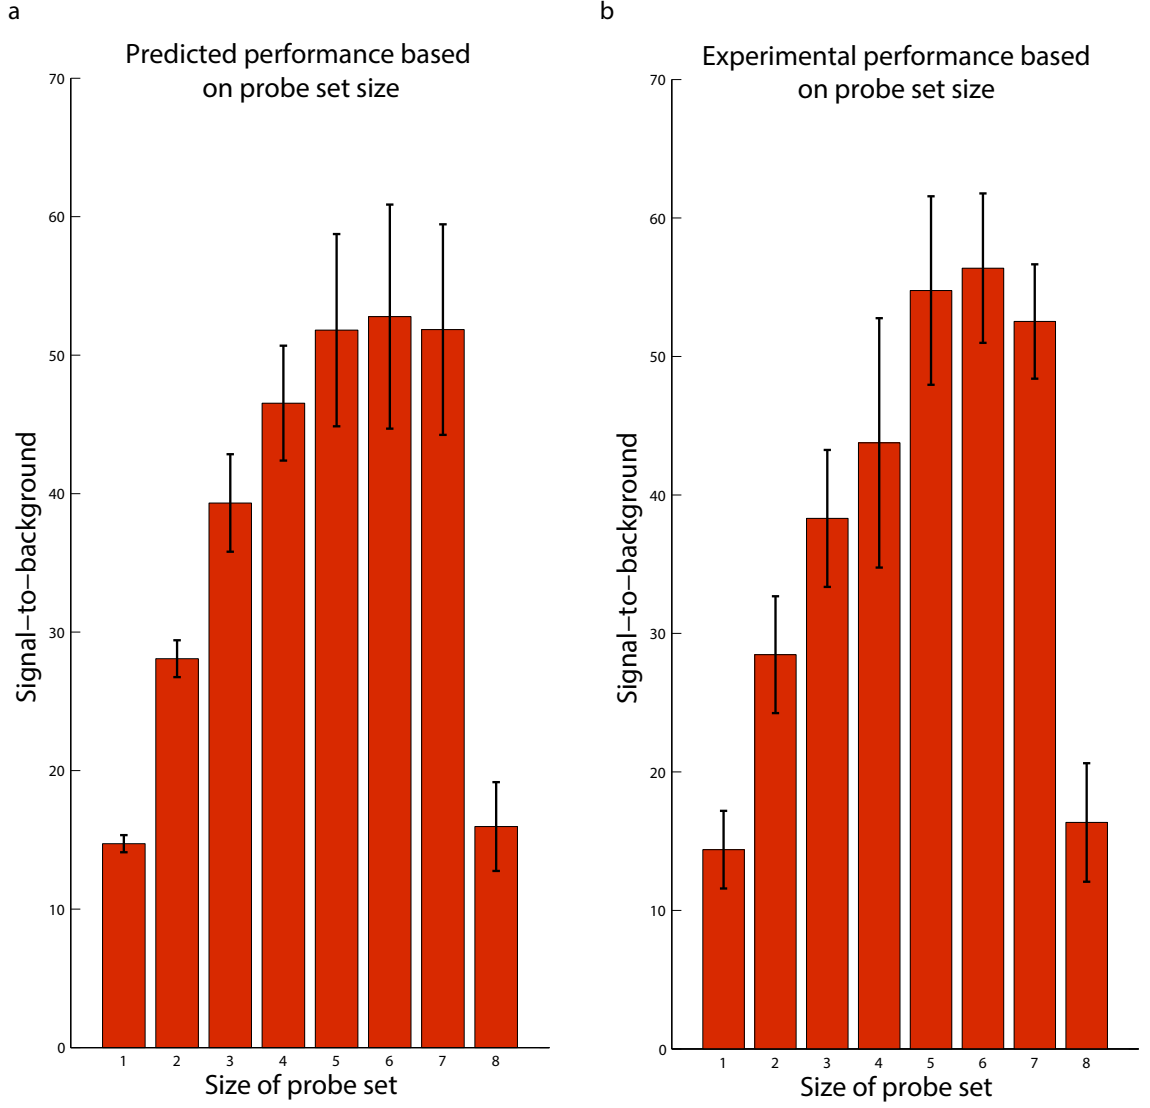 a
Predicted performance based
on probe set size
70
60
50
40
30
20
10
0
Signal-to-background
1 2 3 4 5 6 7 8
Size of probe set
b
Experimental performance based
on probe set size
70
60
50
40
30
20
10
0
Signal-to-background
1 2 3 4 5 6 7 8
Size of probe set